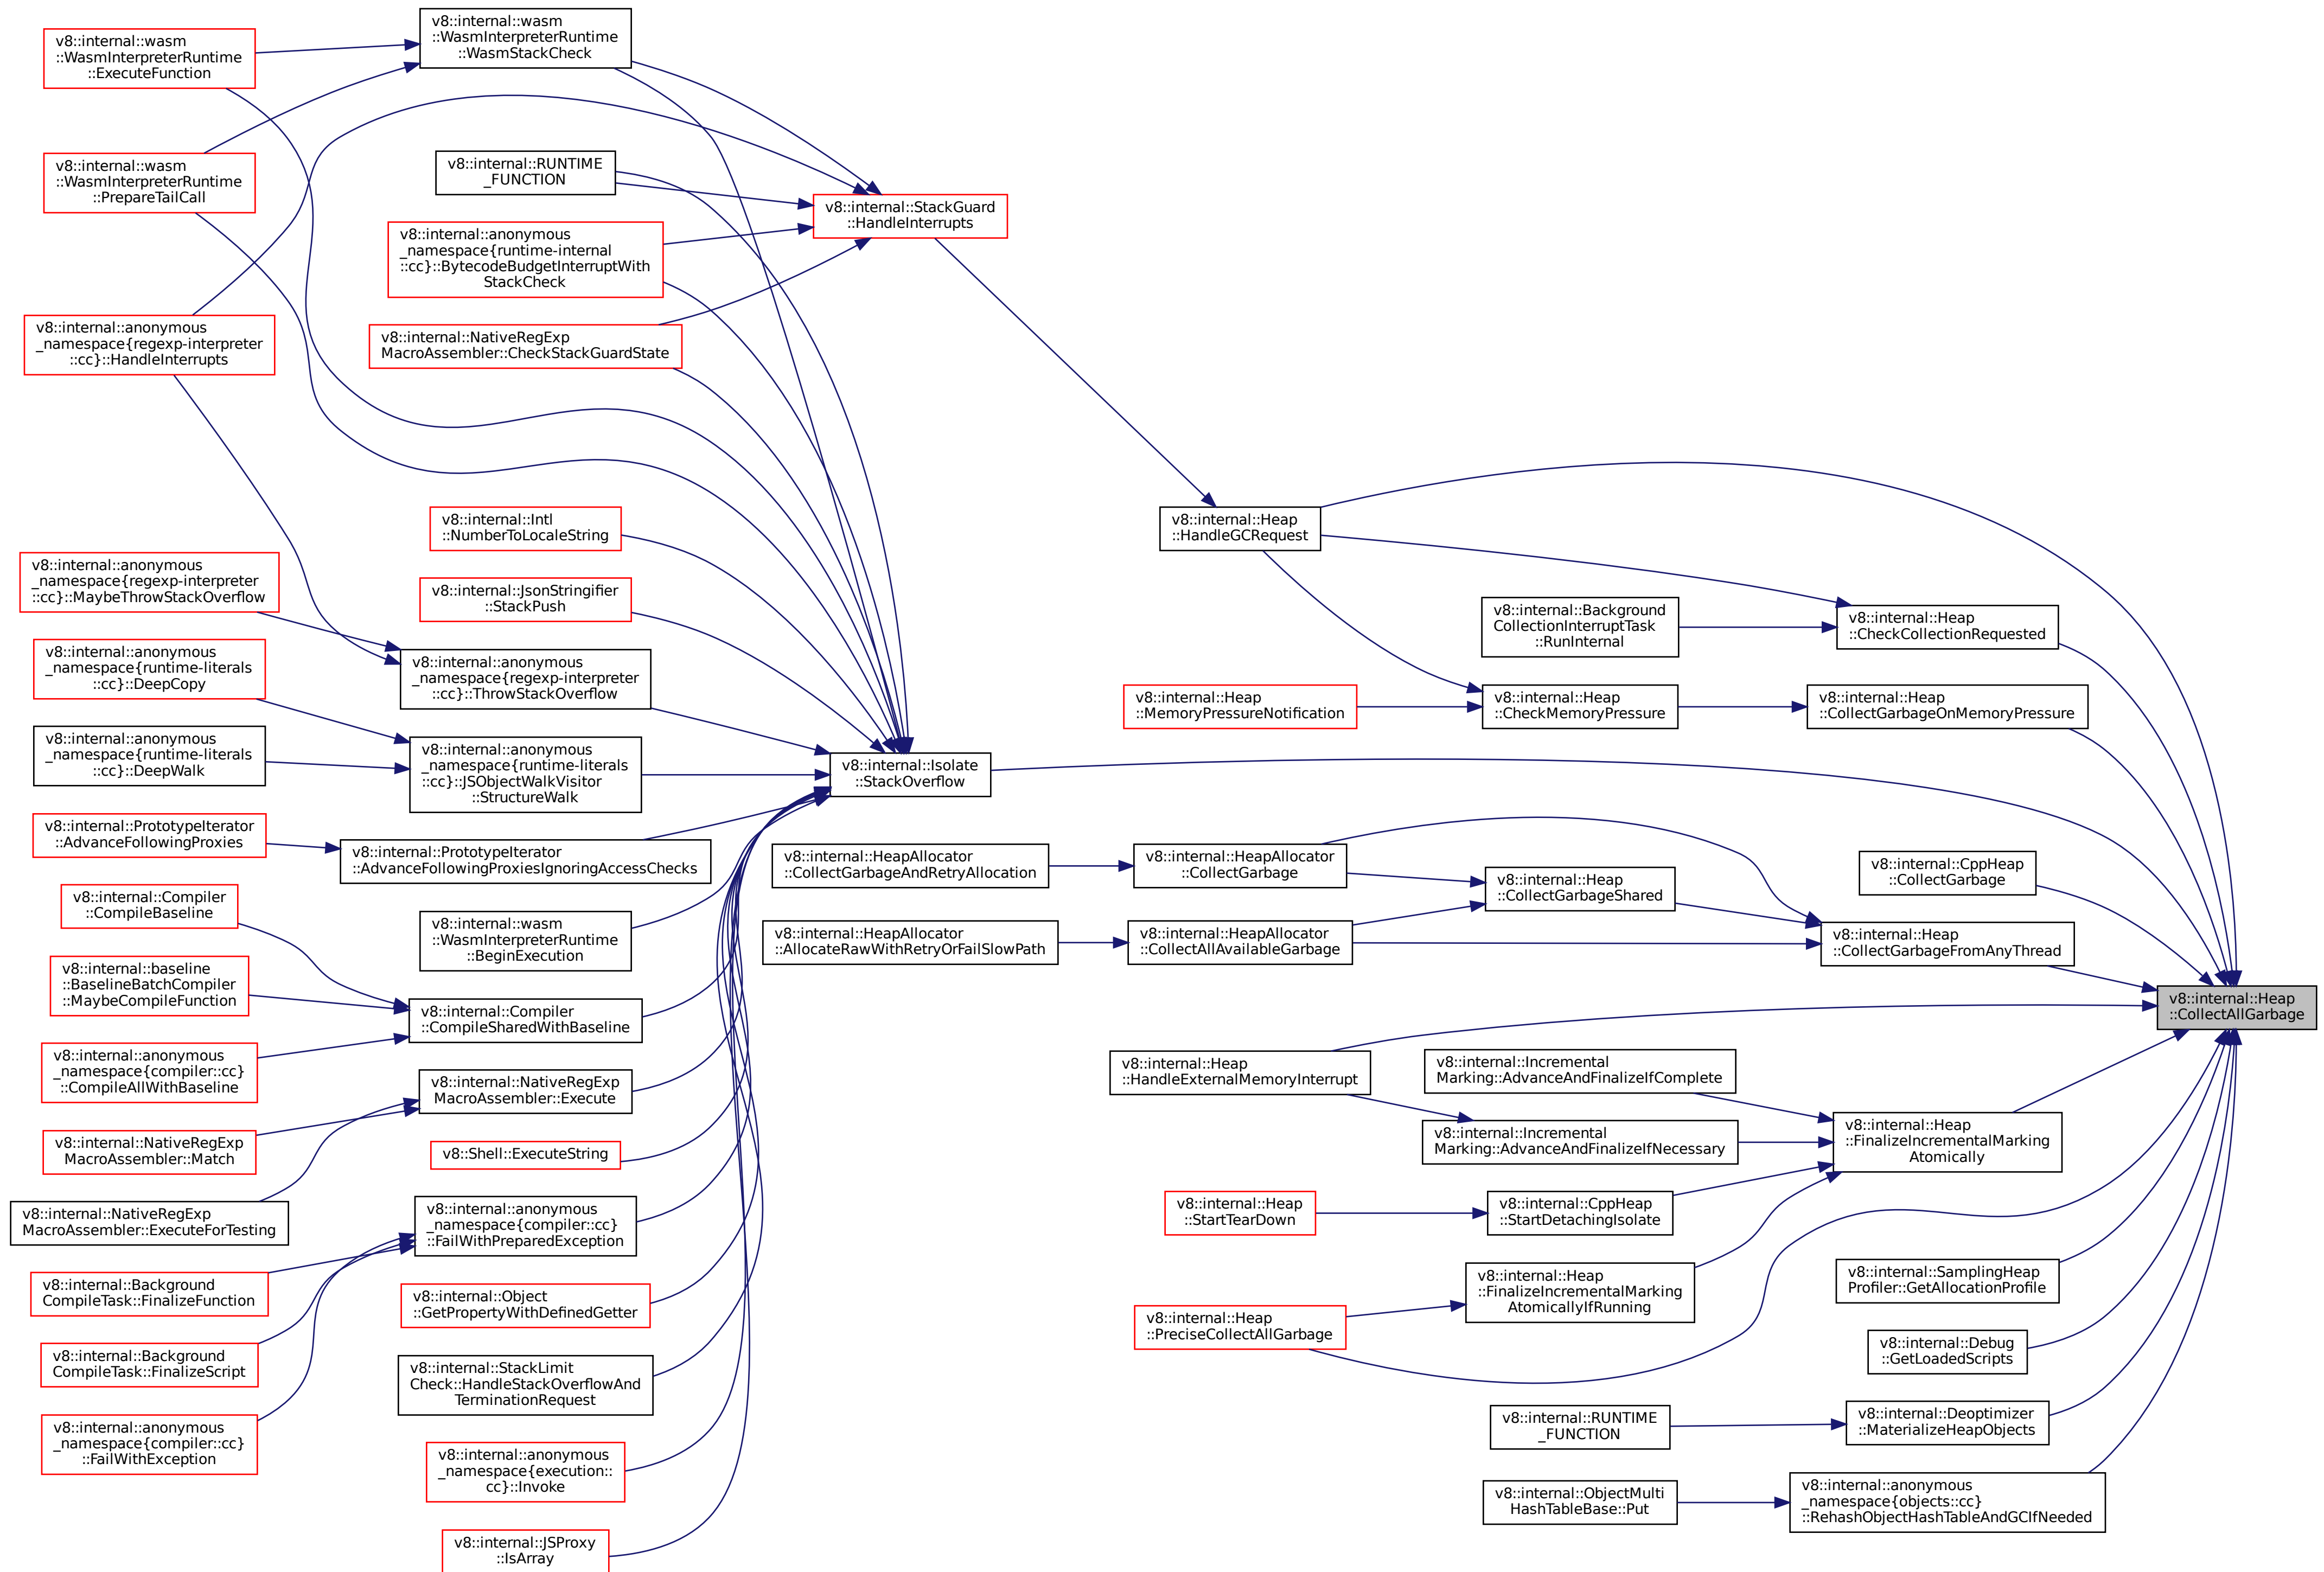 v8::internal::wasm
::WasmInterpreterRuntime
::ExecuteFunction
v8::internal::wasm
::WasmInterpreterRuntime
::PrepareTailCall
v8::internal::anonymous
_namespace{regexp-interpreter
::cc}::HandleInterrupts
v8::internal::anonymous
_namespace{regexp-interpreter
::cc}::MaybeThrowStackOverflow
v8::internal::anonymous
_namespace{runtime-literals
::cc}::DeepCopy
v8::internal::anonymous
_namespace{runtime-literals
::cc}::DeepWalk
v8::internal::PrototypeIterator
::AdvanceFollowingProxies
v8::internal::Compiler
::CompileBaseline
v8::internal::baseline
::BaselineBatchCompiler
::MaybeCompileFunction
v8::internal::anonymous
_namespace{compiler::cc}
::CompileAllWithBaseline
v8::internal::NativeRegExp
MacroAssembler::Match
v8::internal::NativeRegExp
MacroAssembler::ExecuteForTesting
v8::internal::Background
CompileTask::FinalizeFunction
v8::internal::Background
CompileTask::FinalizeScript
v8::internal::anonymous
_namespace{compiler::cc}
::FailWithException
v8::internal::wasm
::WasmInterpreterRuntime
::WasmStackCheck
v8::internal::RUNTIME
_FUNCTION
v8::internal::anonymous
_namespace{runtime-internal
::cc}::BytecodeBudgetInterruptWith
StackCheck
v8::internal::NativeRegExp
MacroAssembler::CheckStackGuardState
v8::internal::Intl
::NumberToLocaleString
v8::internal::JsonStringifier
::StackPush
v8::internal::anonymous
_namespace{regexp-interpreter
::cc}::ThrowStackOverflow
v8::internal::anonymous
_namespace{runtime-literals
::cc}::JSObjectWalkVisitor
::StructureWalk
v8::internal::PrototypeIterator
::AdvanceFollowingProxiesIgnoringAccessChecks
v8::internal::wasm
::WasmInterpreterRuntime
::BeginExecution
v8::internal::Compiler
::CompileSharedWithBaseline
v8::internal::NativeRegExp
MacroAssembler::Execute
v8::Shell::ExecuteString
v8::internal::anonymous
_namespace{compiler::cc}
::FailWithPreparedException
v8::internal::Object
::GetPropertyWithDefinedGetter
v8::internal::StackLimit
Check::HandleStackOverflowAnd
TerminationRequest
v8::internal::anonymous
_namespace{execution::
cc}::Invoke
v8::internal::JSProxy
::IsArray
v8::internal::StackGuard
::HandleInterrupts
v8::internal::Isolate
::StackOverflow
v8::internal::HeapAllocator
::CollectGarbageAndRetryAllocation
v8::internal::HeapAllocator
::AllocateRawWithRetryOrFailSlowPath
v8::internal::Heap
::HandleGCRequest
v8::internal::Heap
::MemoryPressureNotification
v8::internal::HeapAllocator
::CollectGarbage
v8::internal::HeapAllocator
::CollectAllAvailableGarbage
v8::internal::Heap
::HandleExternalMemoryInterrupt
v8::internal::Heap
::StartTearDown
v8::internal::Heap
::PreciseCollectAllGarbage
v8::internal::Background
CollectionInterruptTask
::RunInternal
v8::internal::Heap
::CheckMemoryPressure
v8::internal::Heap
::CollectGarbageShared
v8::internal::Incremental
Marking::AdvanceAndFinalizeIfComplete
v8::internal::Incremental
Marking::AdvanceAndFinalizeIfNecessary
v8::internal::CppHeap
::StartDetachingIsolate
v8::internal::Heap
::FinalizeIncrementalMarking
AtomicallyIfRunning
v8::internal::RUNTIME
_FUNCTION
v8::internal::ObjectMulti
HashTableBase::Put
v8::internal::Heap
::CheckCollectionRequested
v8::internal::Heap
::CollectGarbageOnMemoryPressure
v8::internal::CppHeap
::CollectGarbage
v8::internal::Heap
::CollectGarbageFromAnyThread
v8::internal::Heap
::FinalizeIncrementalMarking
Atomically
v8::internal::SamplingHeap
Profiler::GetAllocationProfile
v8::internal::Debug
::GetLoadedScripts
v8::internal::Deoptimizer
::MaterializeHeapObjects
v8::internal::anonymous
_namespace{objects::cc}
::RehashObjectHashTableAndGCIfNeeded
v8::internal::Heap
::CollectAllGarbage